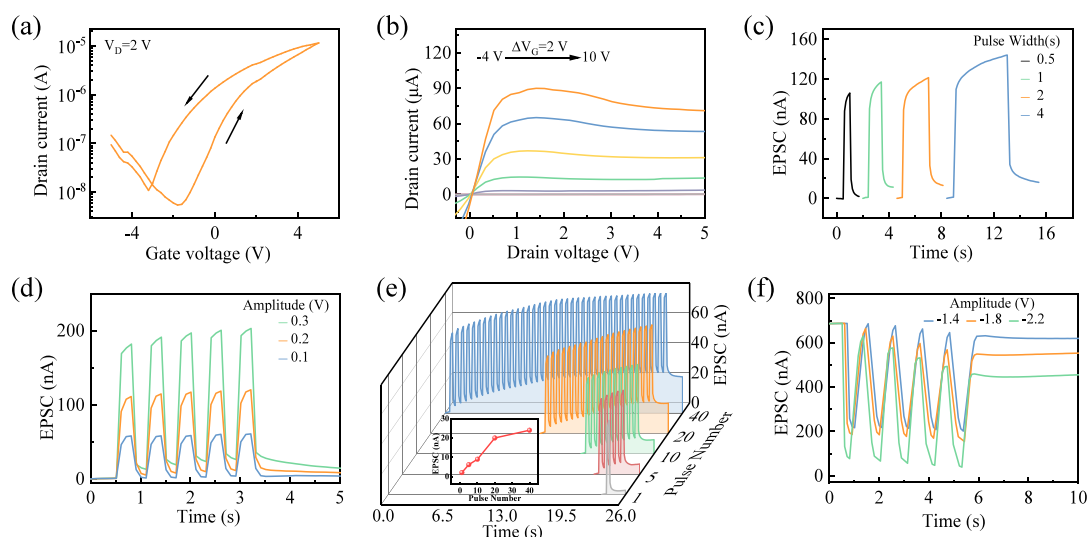 (a)
V_D=2 V
Drain current (A)
10⁻⁵
10⁻⁶
10⁻⁷
10⁻⁸
-4 0 4
Gate voltage (V)
(b)
-4 V ΔV_G=2 V 10 V
Drain current (μA)
120
90
60
30
0
0 1 2 3 4 5
Drain voltage (V)
(c)
Pulse Width(s)
0.5
1
2
4
EPSC (nA)
160
120
80
40
0
0 4 8 12 16
Time (s)
(d)
Amplitude (V)
0.3
0.2
0.1
EPSC (nA)
200
100
0
0 1 2 3 4 5
Time (s)
(e)
60
40
20
0
EPSC (nA)
40
20
10
5
1
Pulse Number
EPSC (nA)
30
20
10
0
0 10 20 30 40
Pulse Number
0.0 6.5 13.0 19.5 26.0
Time (s)
(f)
Amplitude (V)
-1.4 -1.8 -2.2
EPSC (nA)
800
600
400
200
0
0 2 4 6 8 10
Time (s)